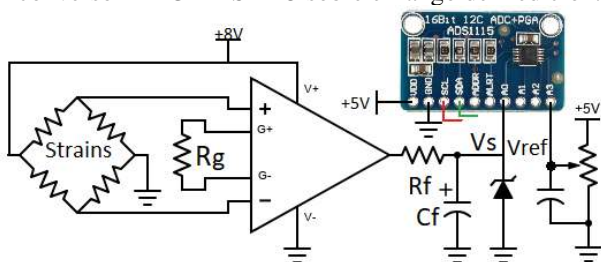 +8V
16Bit I2C ADC+PGA
ADS1115
VDD
GND
SCL
SDA
ADDR
ALRT
A0
A1
A2
A3
+5V
+5V
V+
+
G+
Rg
G-
−
V-
Strains
Vs
Vref
Rf
+
Cf